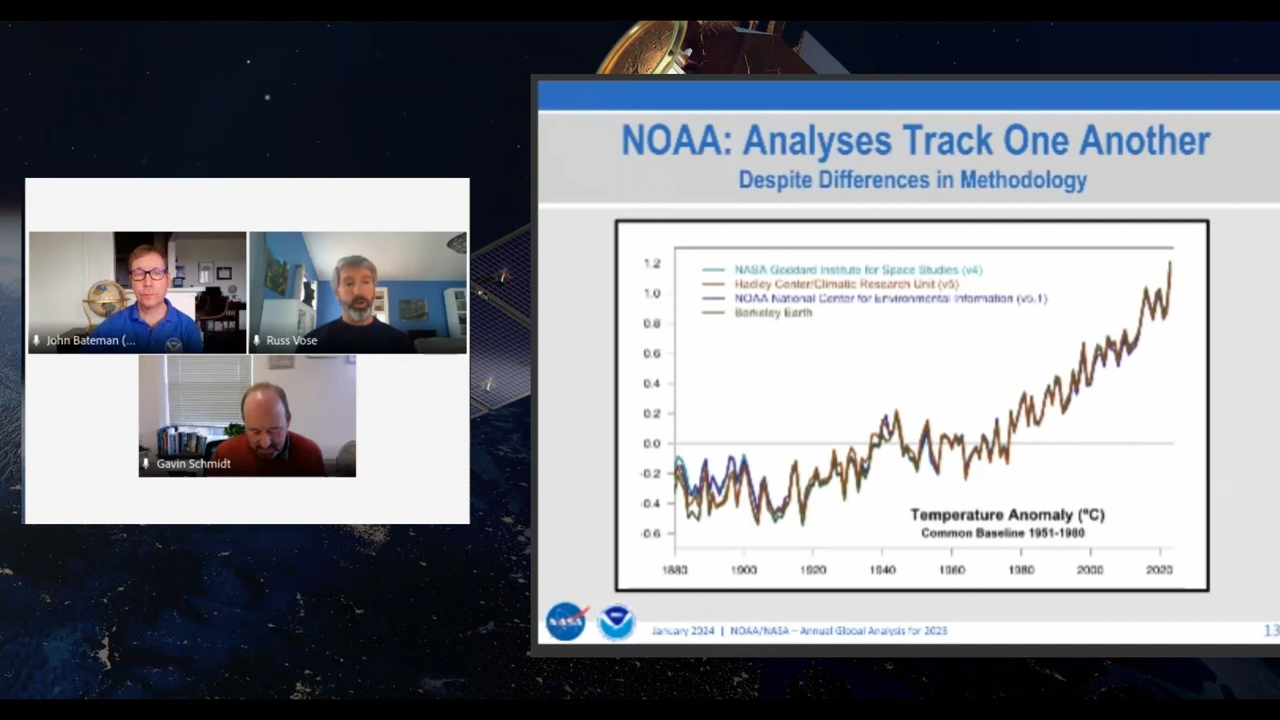 John Bateman (...
Russ Vose
Gavin Schmidt
NOAA: Analyses Track One Another
Despite Differences in Methodology
NASA Goddard Institute for Space Studies (v4)
Hadley Center/Climatic Research Unit (v5)
NOAA National Center for Environmental Information (v5.1)
Berkeley Earth
1.2
1.0
0.8
0.6
0.4
0.2
0.0
-0.2
-0.4
-0.6
Temperature Anomaly (ºC)
Common Baseline 1951-1980
1880 1900 1920 1940 1960 1980 2000 2020
NASA
January 2024 | NOAA/NASA – Annual Global Analysis for 2023
13